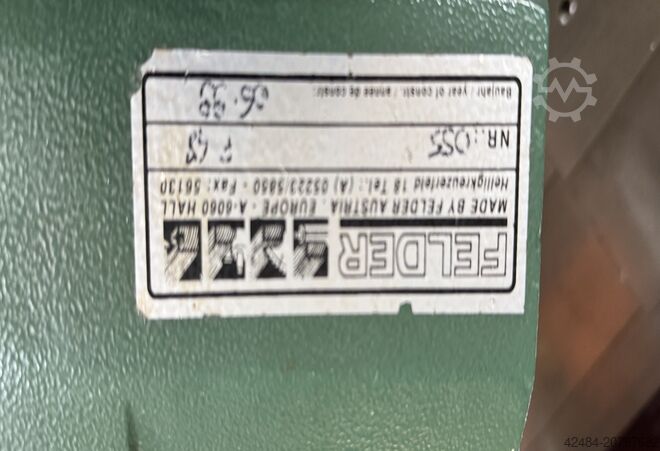 FELDER
MADE BY FELDER AUSTRIA . EUROPE - A-6060 HALL
Heiligkreuzerfeld 18 Tel.: (A) 05223/5850 - Fax: 56130
NR.: 055
Baujahr / year of constr. / année de constr.